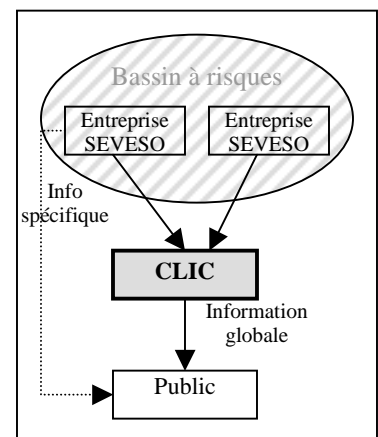 Bassin à risques
Entreprise
SEVESO
Entreprise
SEVESO
Info
spécifique
CLIC
Information
globale
Public